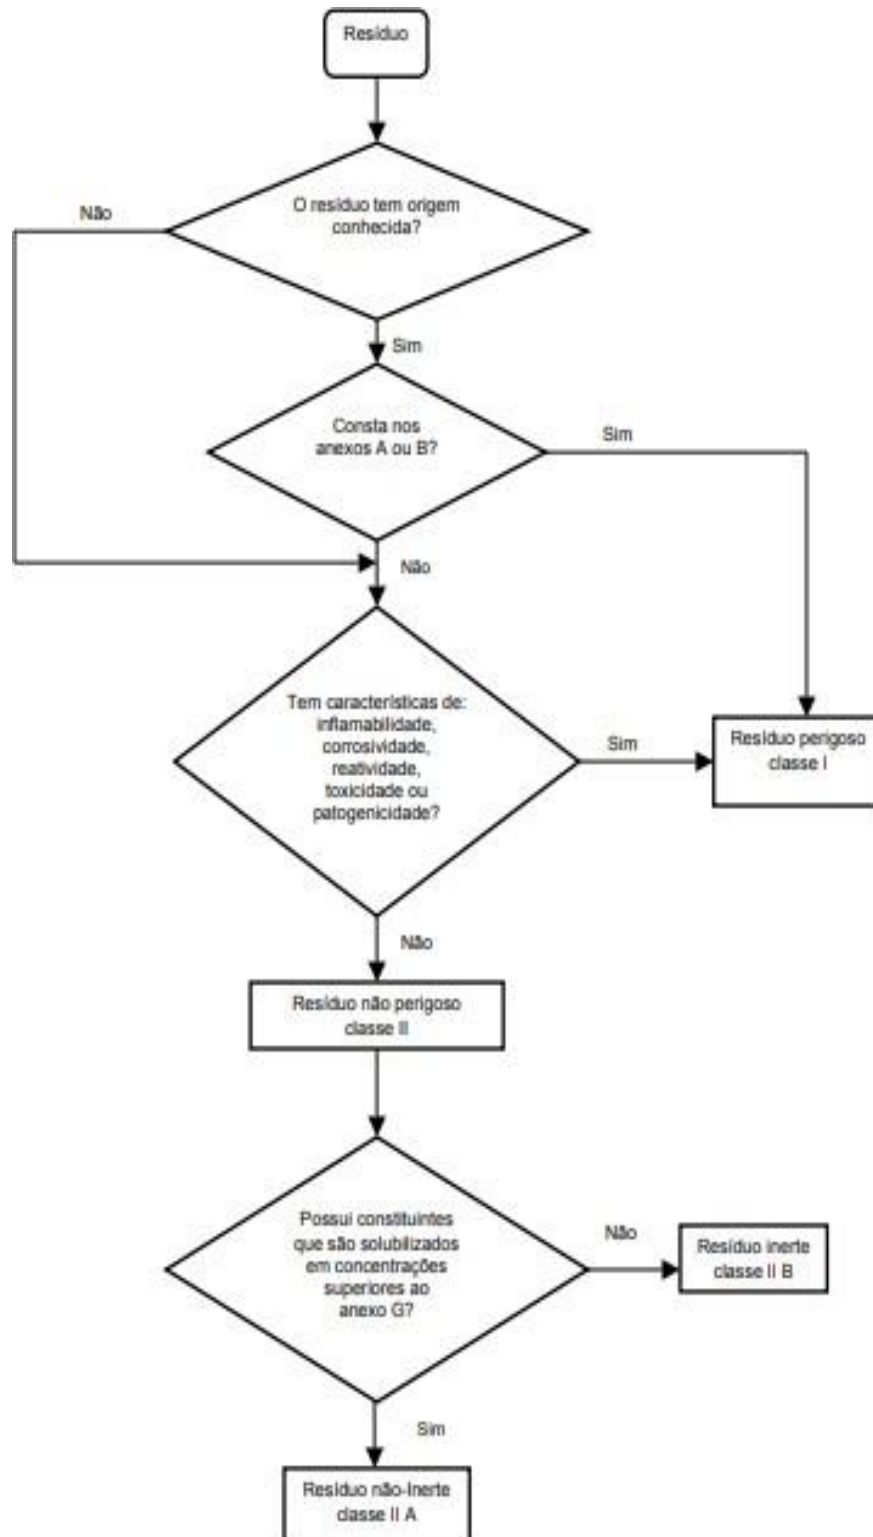 Resíduo
O resíduo tem origem
conhecida?
Não
Sim
Consta nos
anexos A ou B?
Sim
Não
Tem características de:
inflamabilidade,
corrosividade,
reatividade,
toxicidade ou
patogenicidade?
Sim
Resíduo perigoso
classe I
Não
Resíduo não perigoso
classe II
Possui constituintes
que são solubilizados
em concentrações
superiores ao
anexo G?
Não
Resíduo inerte
classe II B
Sim
Resíduo não-Inerte
classe II A